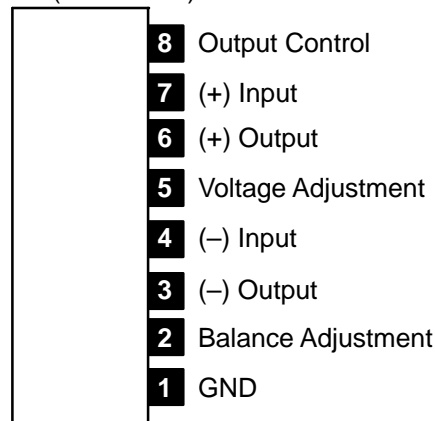 8 Output Control
7 (+) Input
6 (+) Output
5 Voltage Adjustment
4 (–) Input
3 (–) Output
2 Balance Adjustment
1 GND